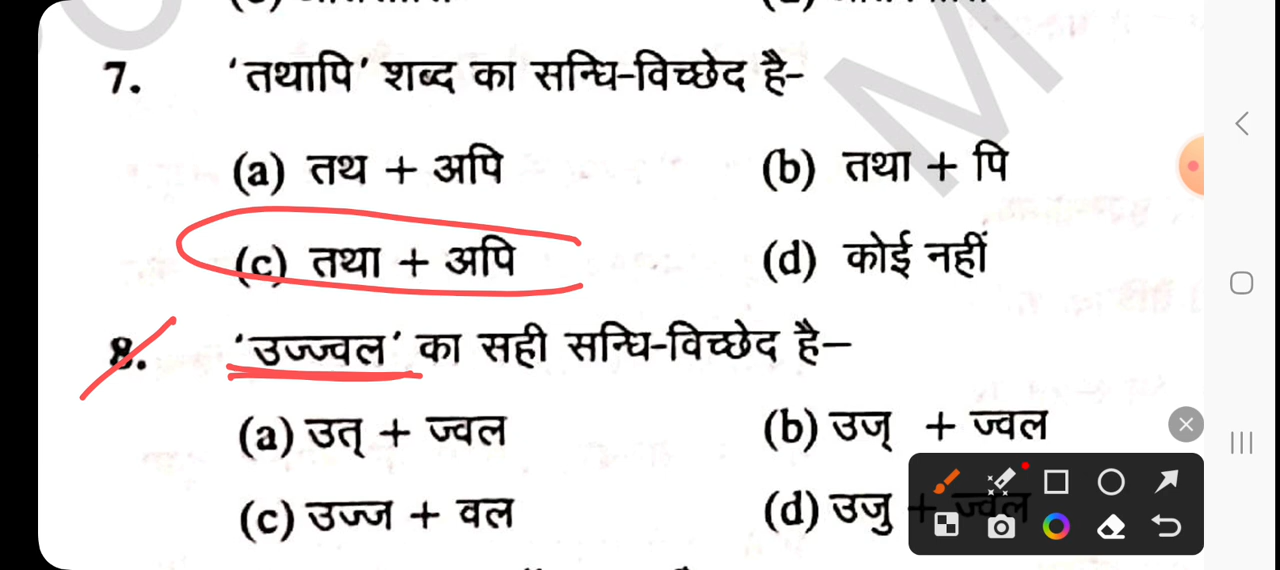 7. 'तथापि' शब्द का सन्धि-विच्छेद है-
(a) तथ + अपि (b) तथा + पि
(c) तथा + अपि (d) कोई नहीं
8. 'उज्ज्वल' का सही सन्धि-विच्छेद है–
(a) उत् + ज्वल (b) उज् + ज्वल
(c) उज्ज + वल (d) उजु + ज्वल